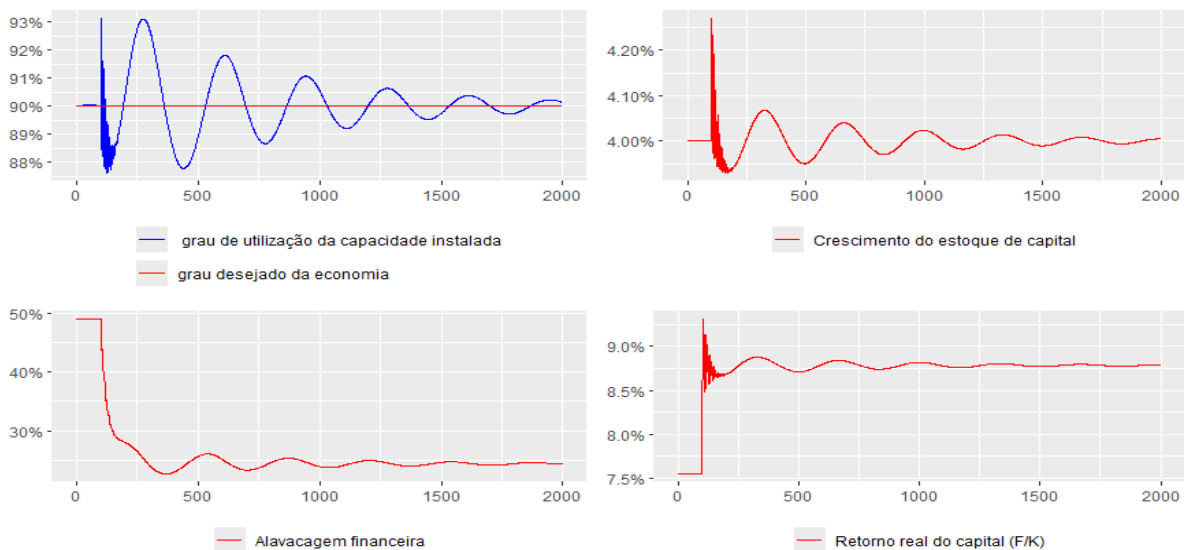 93%
92%
91%
90%
89%
88%
0 500 1000 1500 2000
grau de utilização da capacidade instalada
grau desejado da economia
4.20%
4.10%
4.00%
0 500 1000 1500 2000
Crescimento do estoque de capital
50%
40%
30%
0 500 1000 1500 2000
Alavacagem financeira
9.0%
8.5%
8.0%
7.5%
0 500 1000 1500 2000
Retorno real do capital (F/K)